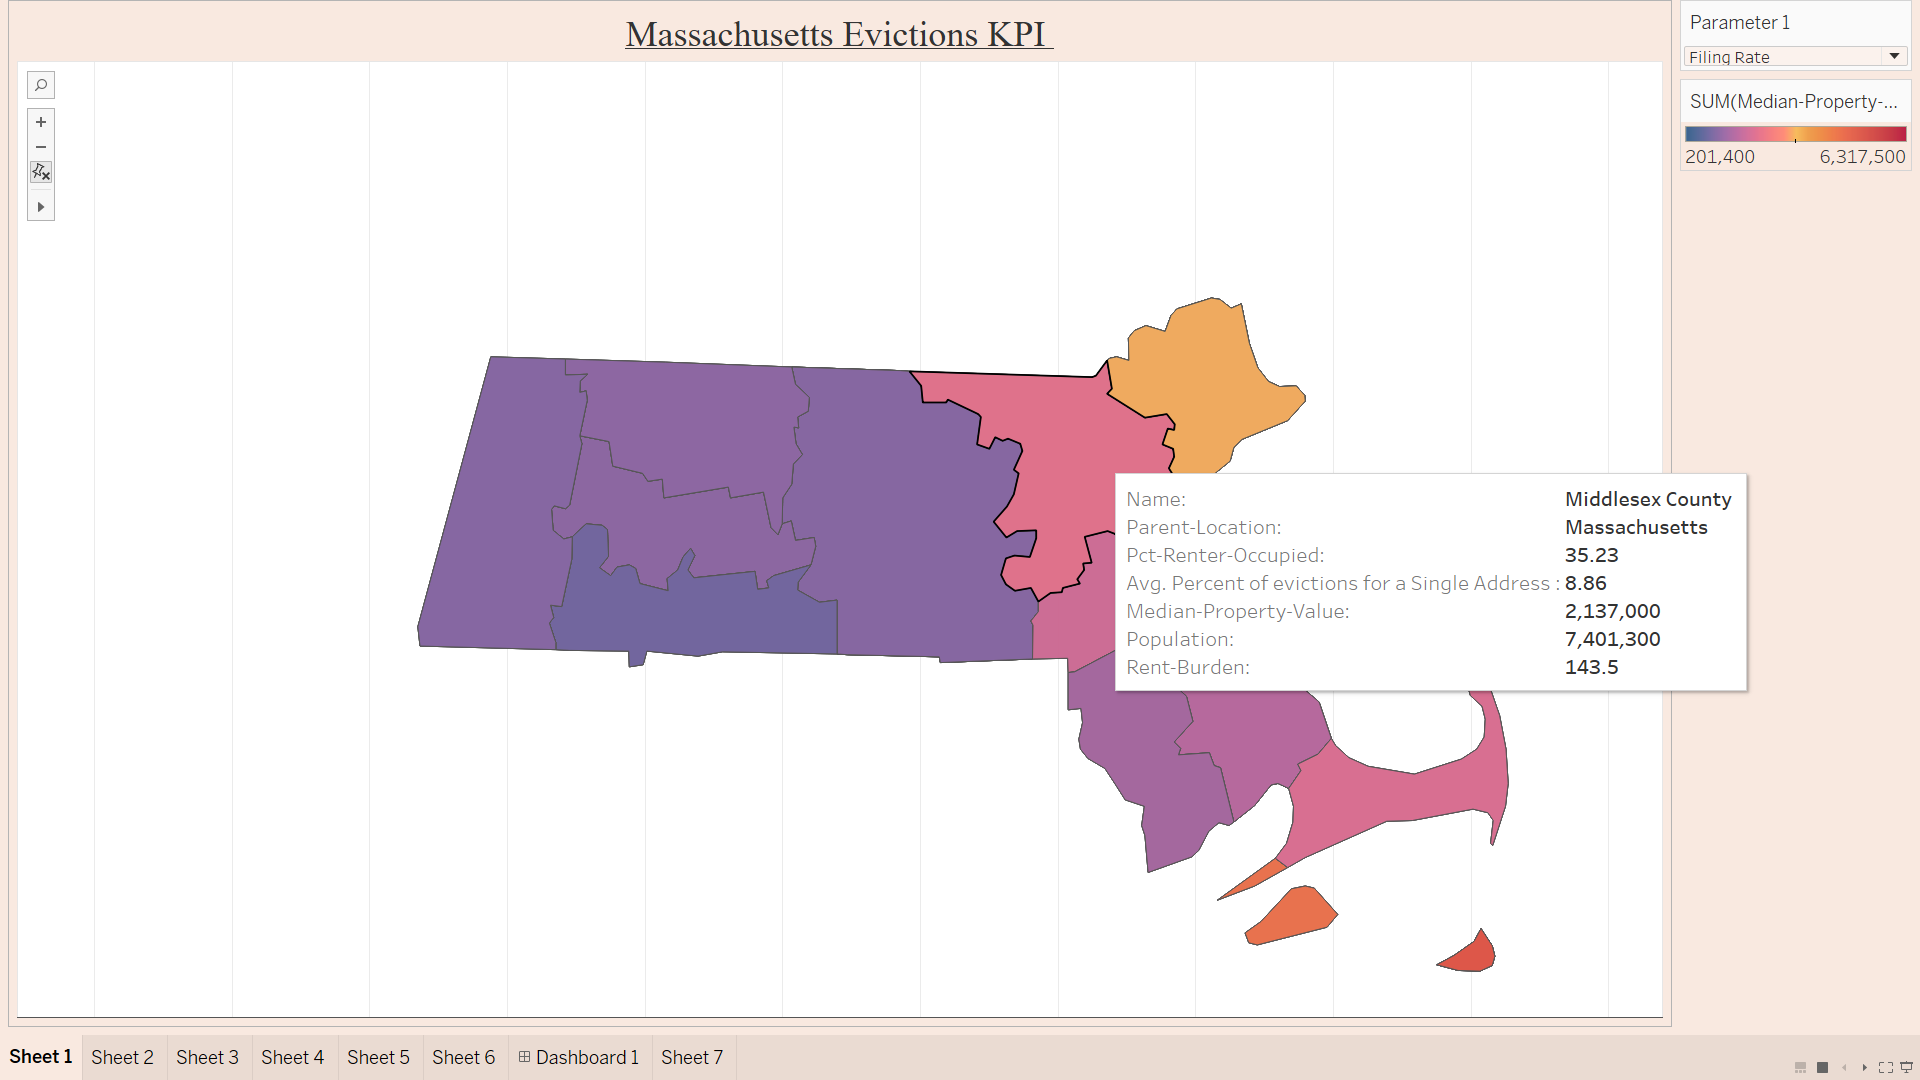 Massachusetts Evictions KPI
Parameter 1
Filing Rate
SUM(Median-Property-...
201,400 6,317,500
Name: Middlesex County
Parent-Location: Massachusetts
Pct-Renter-Occupied: 35.23
Avg. Percent of evictions for a Single Address : 8.86
Median-Property-Value: 2,137,000
Population: 7,401,300
Rent-Burden: 143.5
Sheet 1 Sheet 2 Sheet 3 Sheet 4 Sheet 5 Sheet 6 Dashboard 1 Sheet 7